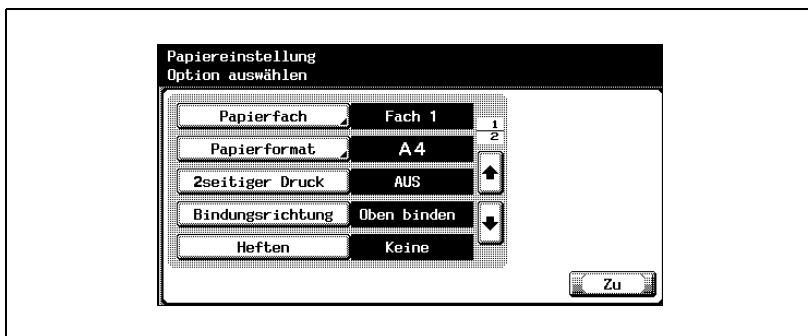 Papiereinstellung
Option auswählen
Papierfach Fach 1
1
2
Papierformat A4
2seitiger Druck AUS
Bindungsrichtung Oben binden
Heften Keine
Zu